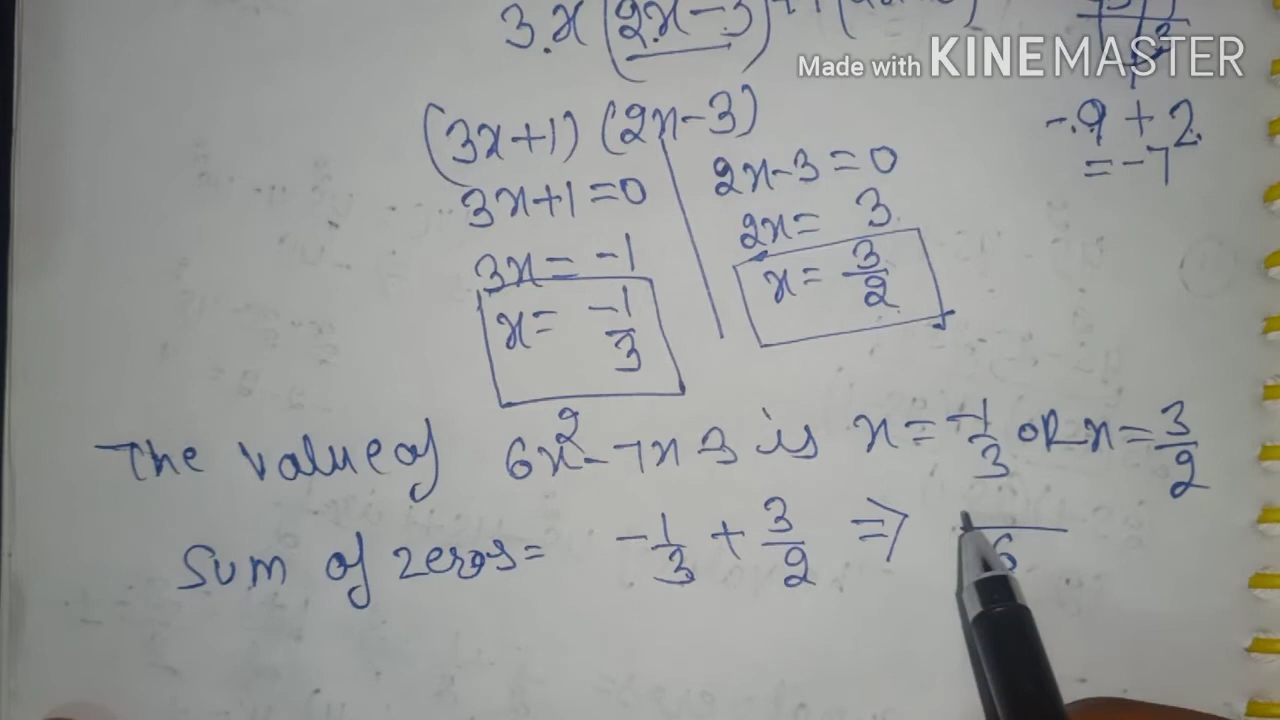 3.x(2x-3)
Made with KINEMASTER
(3x+1) (2x-3)
-9+2
= -7
3x+1=0
2x-3=0
3x= -1
2x= 3
x= -1/3
x= 3/2
The value of 6x²-7x 3 is x= -1/3 OR x= 3/2
Sum of zeros= -1/3 + 3/2 ⇒ /6